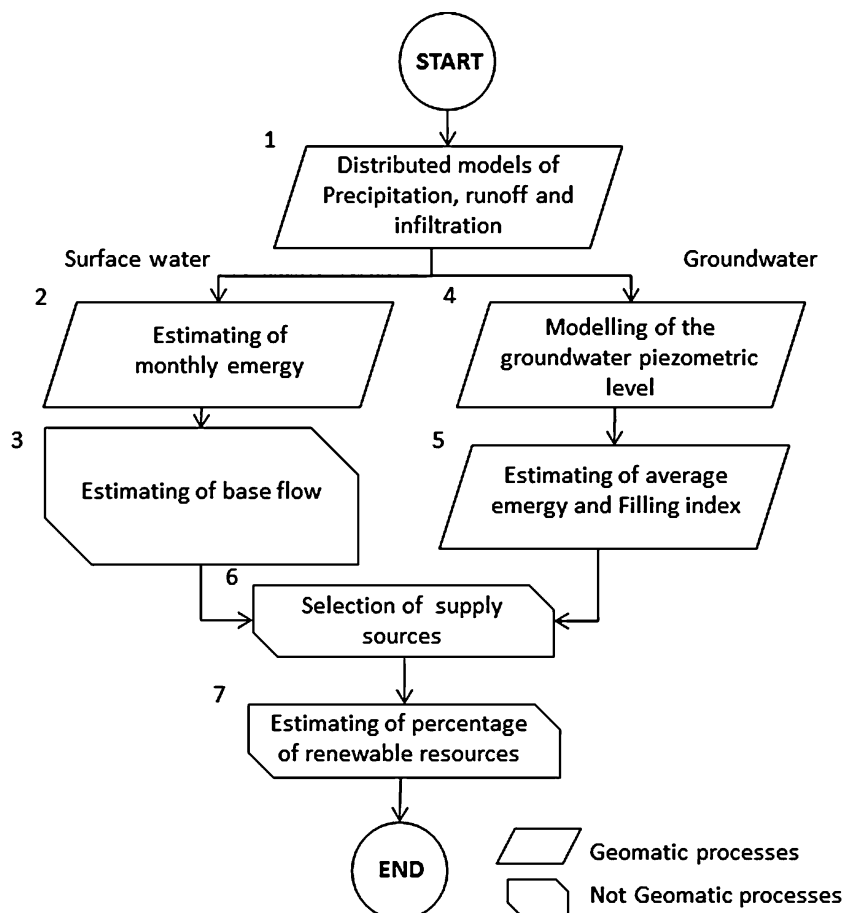 START
1
Distributed models of
Precipitation, runoff and
infiltration
Surface water
Groundwater
2
Estimating of
monthly emergy
4
Modelling of the
groundwater piezometric
level
3
Estimating of base flow
5
Estimating of average
emergy and Filling index
6
Selection of supply
sources
7
Estimating of percentage
of renewable resources
END
Geomatic processes
Not Geomatic processes